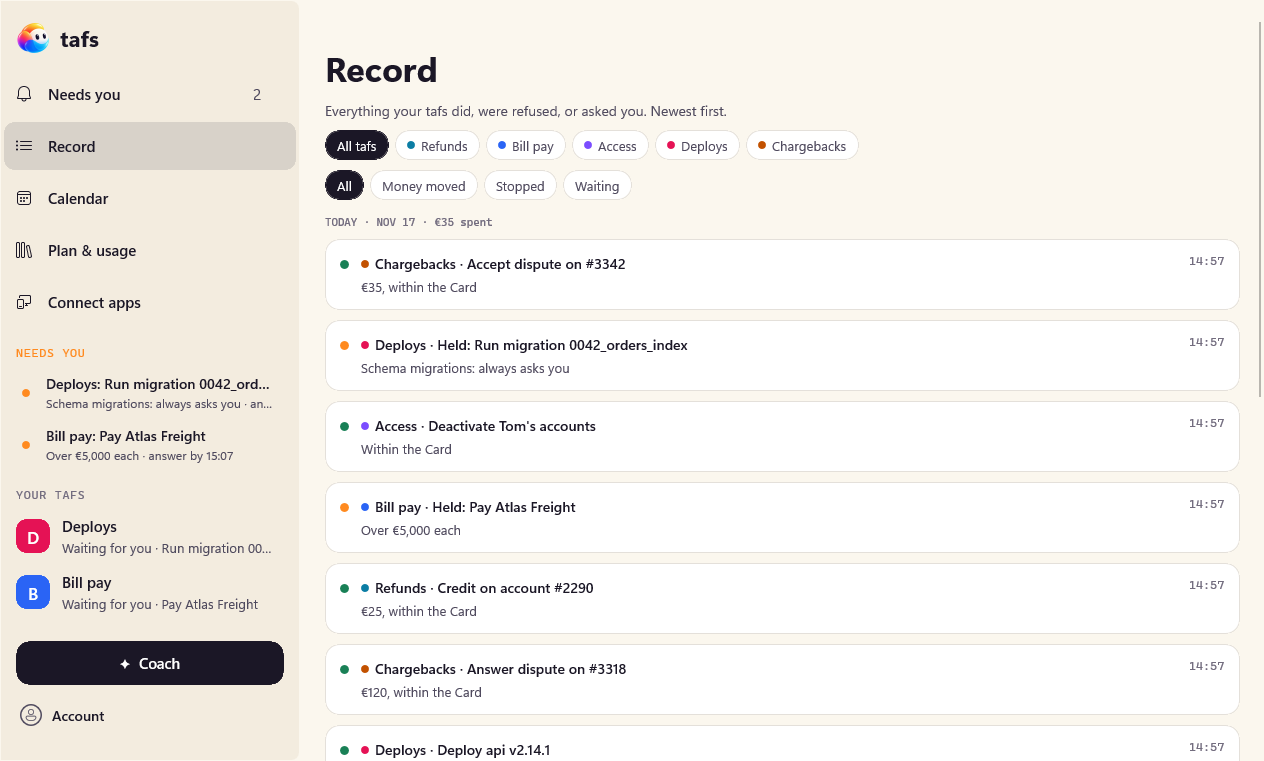 tafs
Needs you 2
Record
Calendar
Plan & usage
Connect apps
NEEDS YOU
Deploys: Run migration 0042_ord...
Schema migrations: always asks you · an...
Bill pay: Pay Atlas Freight
Over €5,000 each · answer by 15:07
YOUR TAFS
D
Deploys
Waiting for you · Run migration 00...
B
Bill pay
Waiting for you · Pay Atlas Freight
✦ Coach
Account
Record
Everything your tafs did, were refused, or asked you. Newest first.
All tafs Refunds Bill pay Access Deploys Chargebacks
All Money moved Stopped Waiting
TODAY · NOV 17 · €35 spent
Chargebacks · Accept dispute on #3342 14:57
€35, within the Card
Deploys · Held: Run migration 0042_orders_index 14:57
Schema migrations: always asks you
Access · Deactivate Tom's accounts 14:57
Within the Card
Bill pay · Held: Pay Atlas Freight 14:57
Over €5,000 each
Refunds · Credit on account #2290 14:57
€25, within the Card
Chargebacks · Answer dispute on #3318 14:57
€120, within the Card
Deploys · Deploy api v2.14.1 14:57